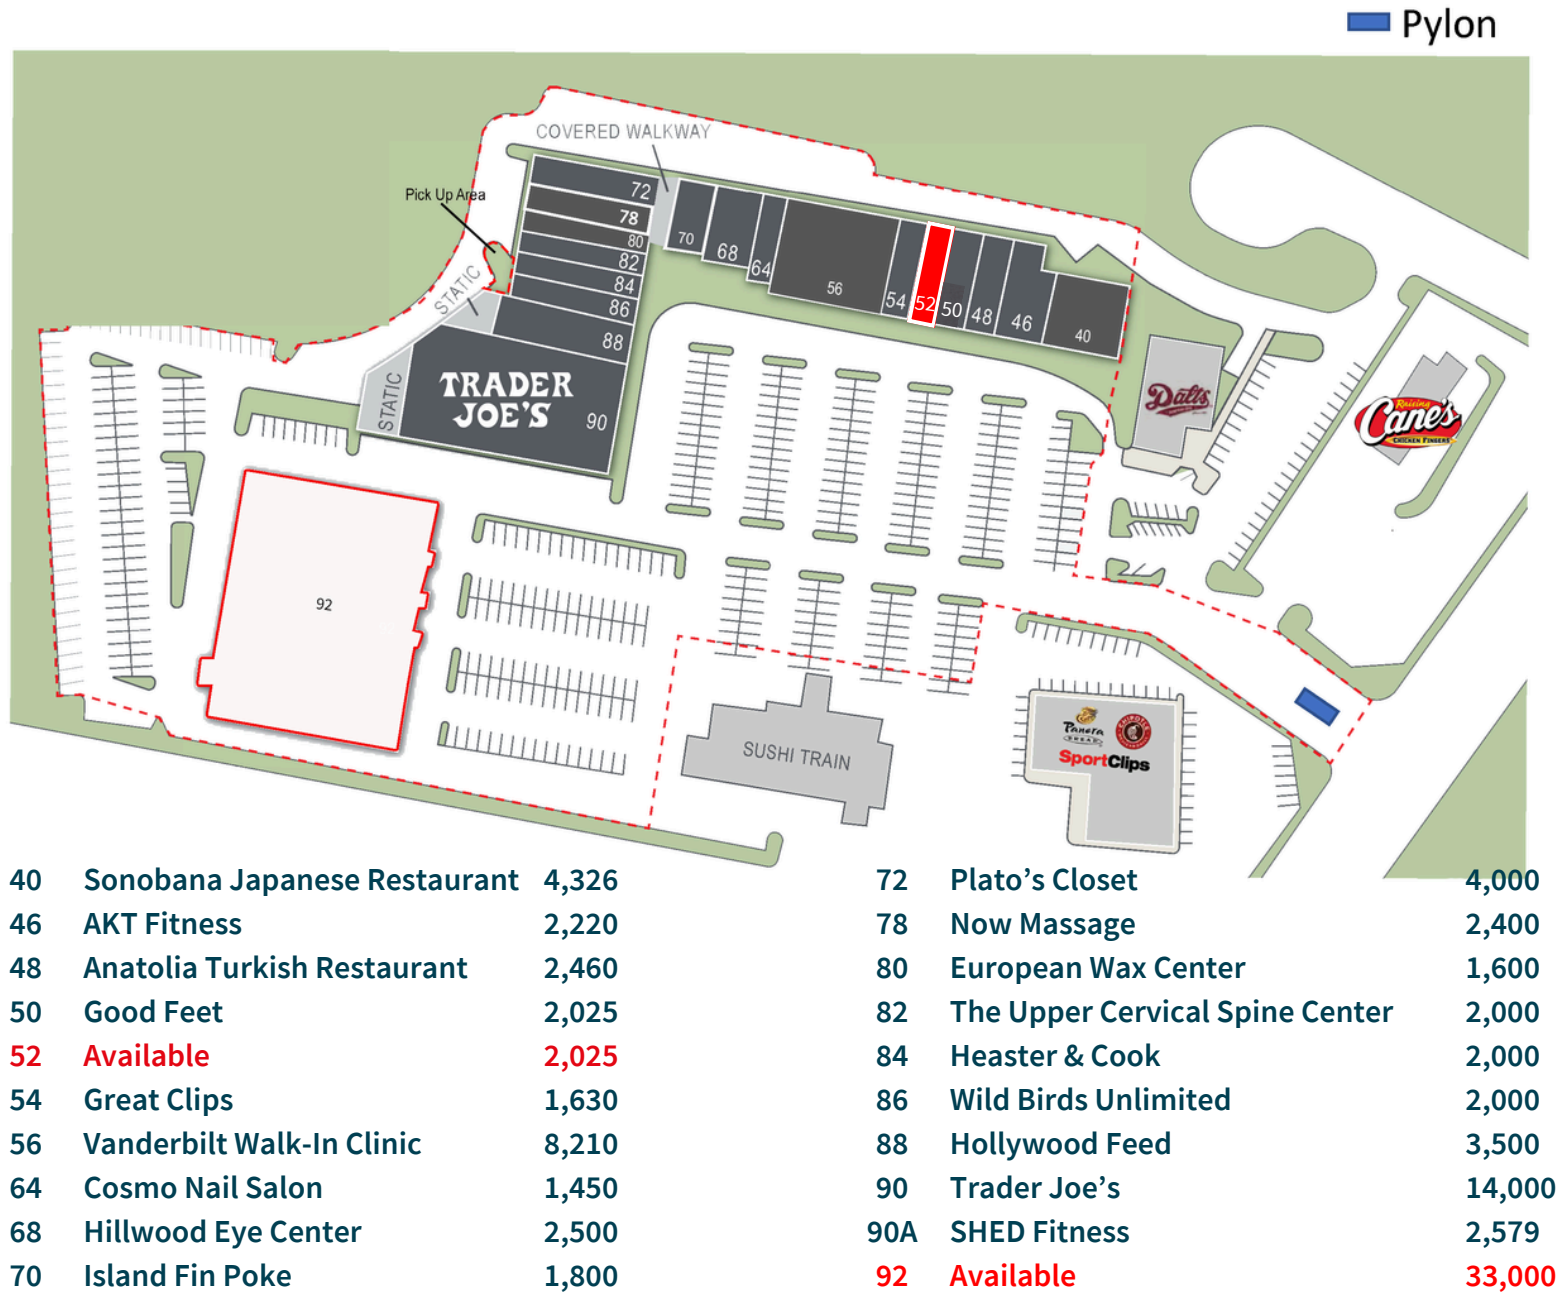 Pylon
COVERED WALKWAY
Pick Up Area
STATIC
STATIC
72
78
80
82
84
86
88
TRADER
JOE'S
90
70
68
64
56
54
52
50
48
46
40
Dalts
Raising
Cane's
CHICKEN FINGERS
92
SUSHI TRAIN
Panera
BREAD
CHIPOTLE
SportClips
40 Sonobana Japanese Restaurant 4,326
46 AKT Fitness 2,220
48 Anatolia Turkish Restaurant 2,460
50 Good Feet 2,025
52 Available 2,025
54 Great Clips 1,630
56 Vanderbilt Walk-In Clinic 8,210
64 Cosmo Nail Salon 1,450
68 Hillwood Eye Center 2,500
70 Island Fin Poke 1,800
72 Plato’s Closet 4,000
78 Now Massage 2,400
80 European Wax Center 1,600
82 The Upper Cervical Spine Center 2,000
84 Heaster & Cook 2,000
86 Wild Birds Unlimited 2,000
88 Hollywood Feed 3,500
90 Trader Joe’s 14,000
90A SHED Fitness 2,579
92 Available 33,000